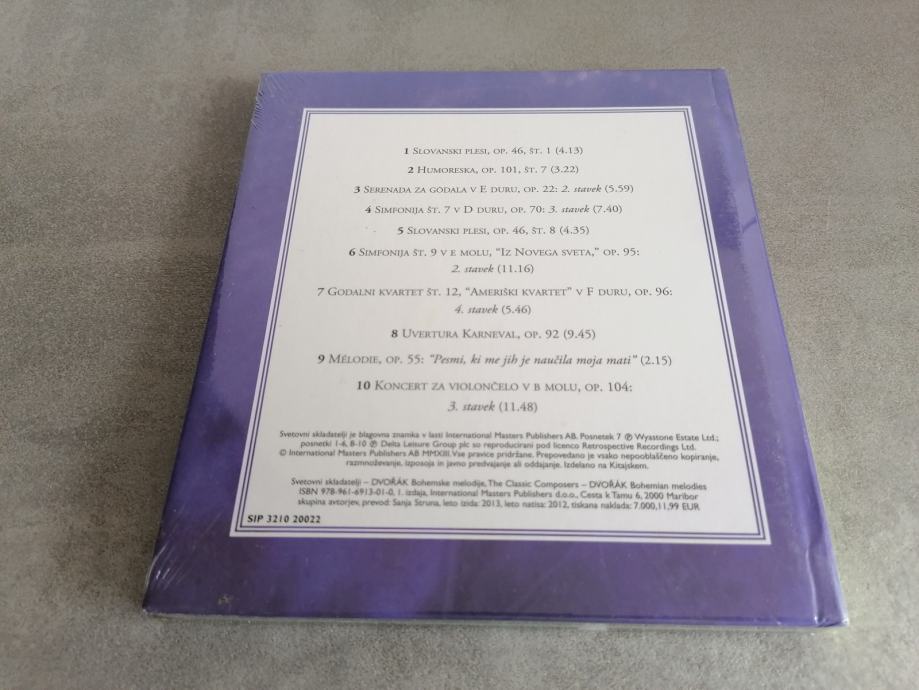 1 Slovanski plesi, op. 46, št. 1 (4.13)
2 Humoreska, op. 101, št. 7 (3.22)
3 Serenada za godala v E duru, op. 22: 2. stavek (5.59)
4 Simfonija št. 7 v D duru, op. 70: 3. stavek (7.40)
5 Slovanski plesi, op. 46, št. 8 (4.35)
6 Simfonija št. 9 v e molu, "Iz Novega sveta," op. 95:
2. stavek (11.16)
7 Godalni kvartet št. 12, "Ameriški kvartet" v F duru, op. 96:
4. stavek (5.46)
8 Uvertura Karneval, op. 92 (9.45)
9 Mélodie, op. 55: "Pesmi, ki me jih je naučila moja mati" (2.15)
10 Koncert za violončelo v b molu, op. 104:
3. stavek (11.48)
Svetovni skladatelji je blagovna znamka v lasti International Masters Publishers AB. Posnetek 7 ℗ Wyastone Estate Ltd.;
posnetki 1-6, 8-10 ℗ Delta Leisure Group plc so reproducirani pod licenco Retrospective Recordings Ltd.
© International Masters Publishers AB MMXIII. Vse pravice pridržane. Prepovedano je vsako nepooblaščeno kopiranje,
razmnoževanje, izposoja in javno predvajanje ali oddajanje. Izdelano na Kitajskem.
Svetovni skladatelji – DVOŘÁK Bohemske melodije, The Classic Composers – DVOŘÁK Bohemian melodies
ISBN 978-961-6913-01-0, 1. izdaja, International Masters Publishers d.o.o., Cesta k Tamu 6, 2000 Maribor
skupina avtorjev, prevod: Sanja Struna, leto izida: 2013, leto natisa: 2012, tiskana naklada: 7.000, 11,99 EUR
SIP 3210 20022